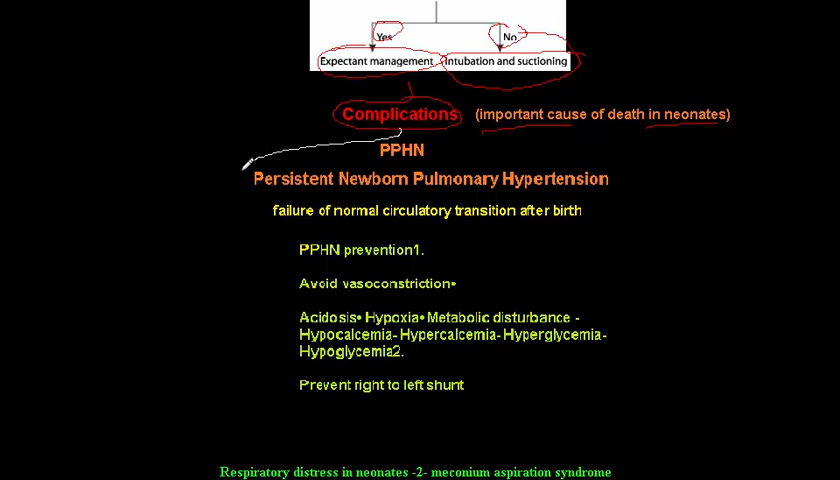 Yes No
Expectant management Intubation and suctioning
Complications (important cause of death in neonates)
PPHN
Persistent Newborn Pulmonary Hypertension
failure of normal circulatory transition after birth
PPHN prevention1.
Avoid vasoconstriction•
Acidosis• Hypoxia• Metabolic disturbance -
Hypocalcemia- Hypercalcemia- Hyperglycemia-
Hypoglycemia2.
Prevent right to left shunt
Respiratory distress in neonates -2- meconium aspiration syndrome